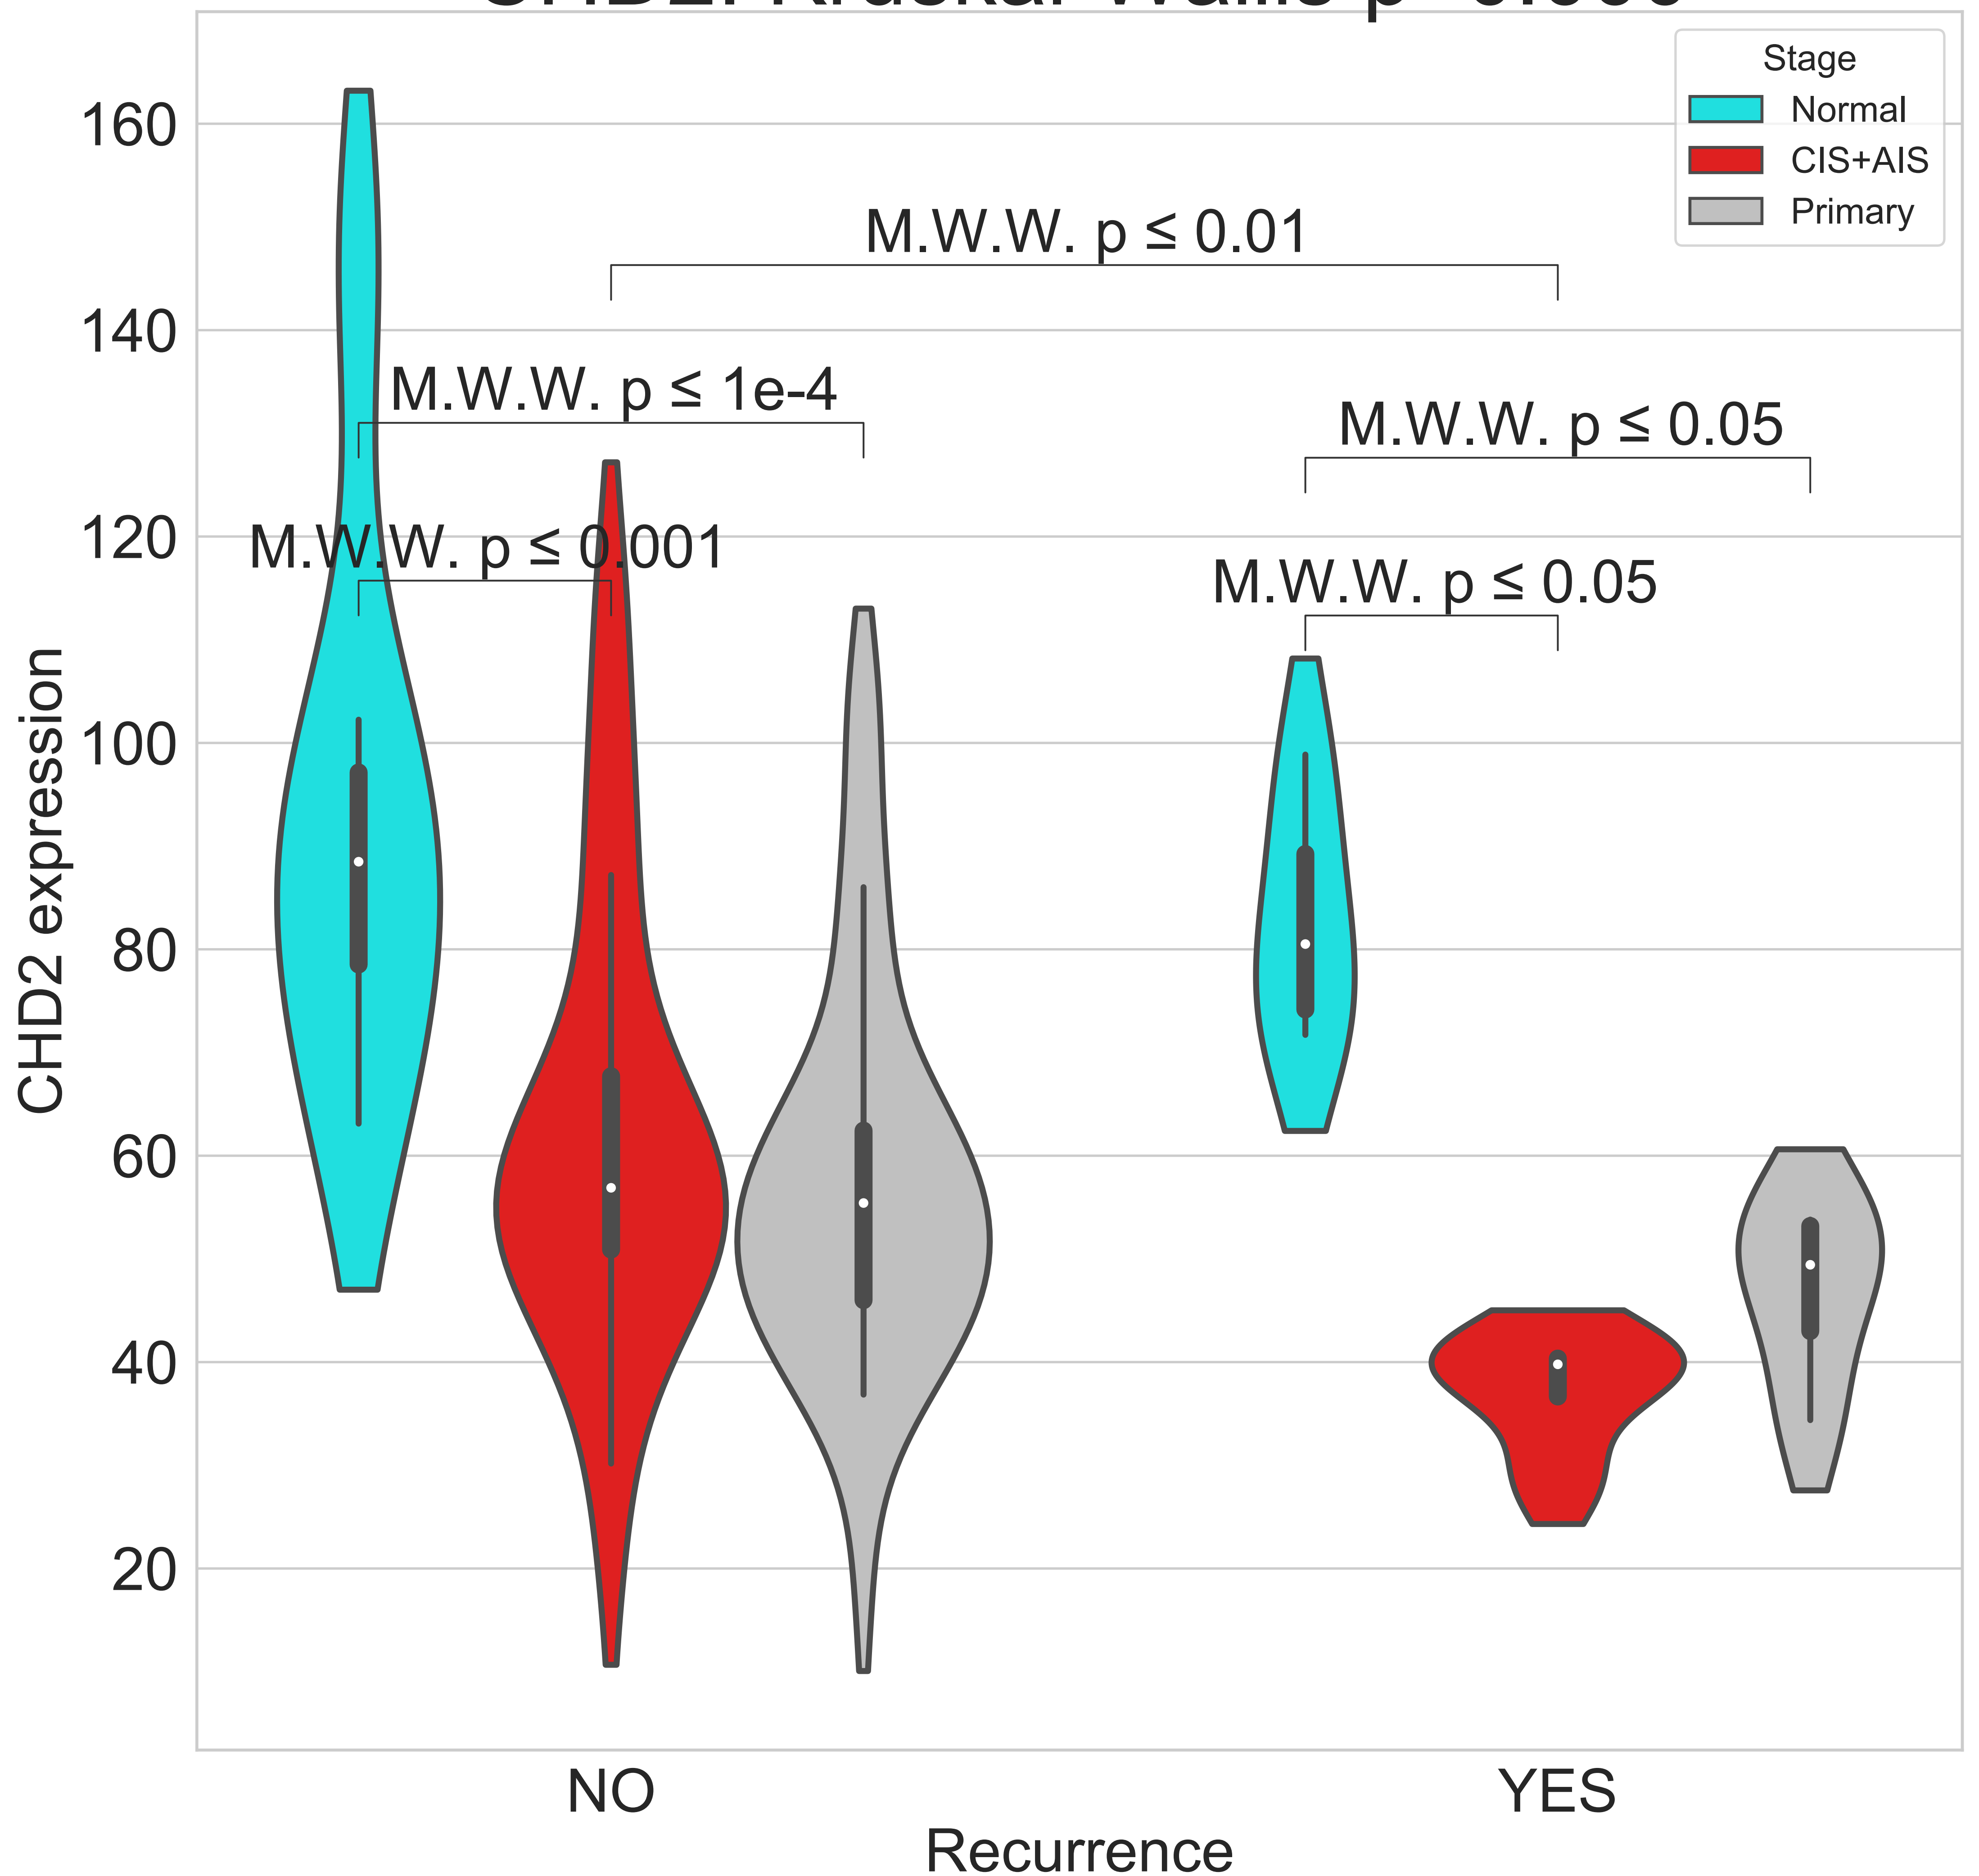 Stage
Normal
CIS+AIS
Primary
M.W.W. p ≤ 0.01
M.W.W. p ≤ 1e-4
M.W.W. p ≤ 0.05
M.W.W. p ≤ 0.001
M.W.W. p ≤ 0.05
160
140
120
100
80
60
40
20
CHD2 expression
NO
YES
Recurrence